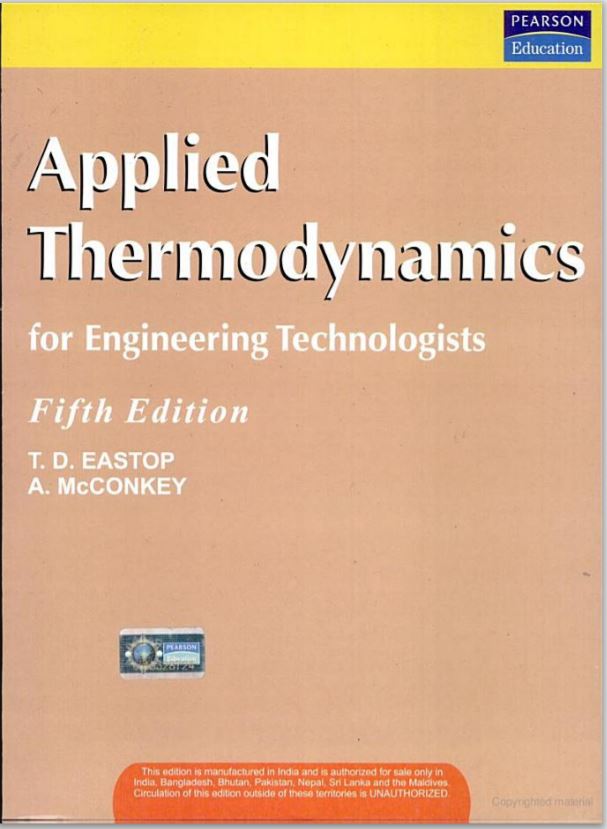 PEARSON
Education
Applied
Thermodynamics
for Engineering Technologists
Fifth Edition
T. D. EASTOP
A. McCONKEY
PEARSON
Education
This edition is manufactured in India and is authorized for sale only in
India, Bangladesh, Bhutan, Pakistan, Nepal, Sri Lanka and the Maldives.
Circulation of this edition outside of these territories is UNAUTHORIZED.
Copyrighted material